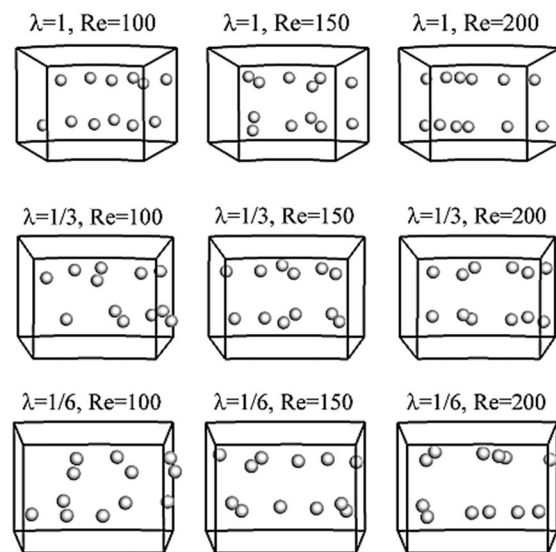 λ=1, Re=100 λ=1, Re=150 λ=1, Re=200
λ=1/3, Re=100 λ=1/3, Re=150 λ=1/3, Re=200
λ=1/6, Re=100 λ=1/6, Re=150 λ=1/6, Re=200